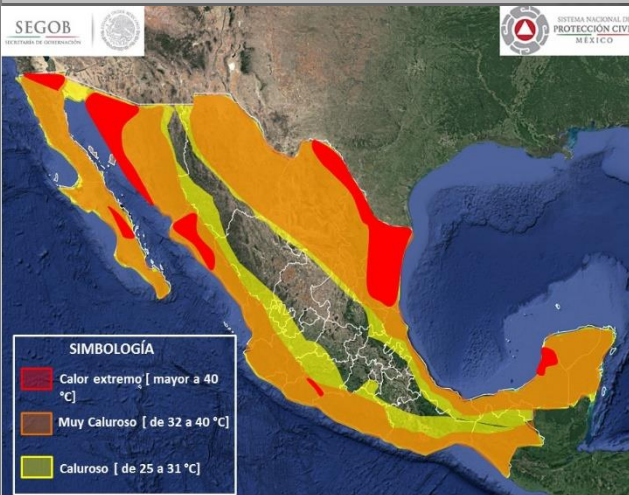 SEGOB
SECRETARÍA DE GOBERNACIÓN
SISTEMA NACIONAL DE
PROTECCIÓN CIVIL
MÉXICO
SIMBOLOGÍA
Calor extremo [ mayor a 40
°C]
Muy Caluroso [ de 32 a 40 °C]
Caluroso [ de 25 a 31 °C]